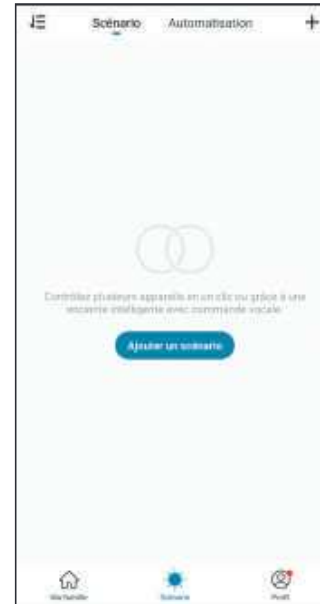 Scénario Automatisation
Contrôlez plusieurs appareils en un clic ou grâce à une
enceinte intelligente avec commande vocale
Ajouter un scénario
Ma famille Scénario Profil